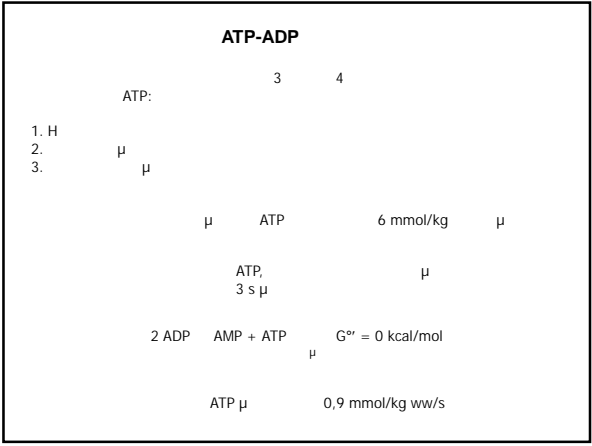 ATP-ADP
3 4
ATP:
1. H
2. μ
3. μ
μ ATP 6 mmol/kg μ
ATP, μ
3 s μ
2 ADP AMP + ATP G°′ = 0 kcal/mol
μ
ATP μ 0,9 mmol/kg ww/s